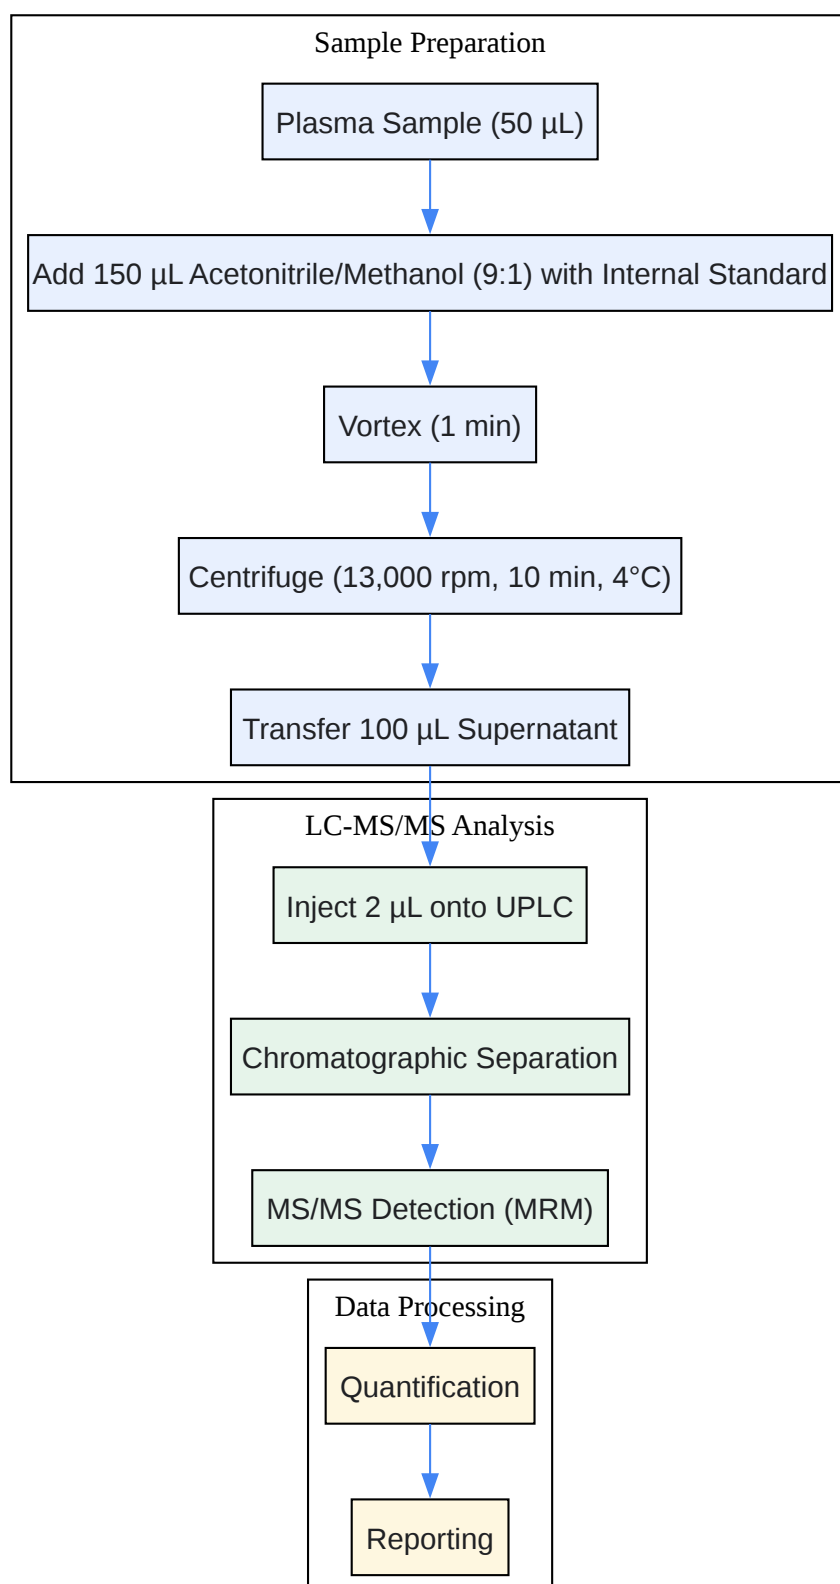 Sample Preparation
Plasma Sample (50 µL)
Add 150 µL Acetonitrile/Methanol (9:1) with Internal Standard
Vortex (1 min)
Centrifuge (13,000 rpm, 10 min, 4°C)
Transfer 100 µL Supernatant
LC-MS/MS Analysis
Inject 2 µL onto UPLC
Chromatographic Separation
MS/MS Detection (MRM)
Data Processing
Quantification
Reporting